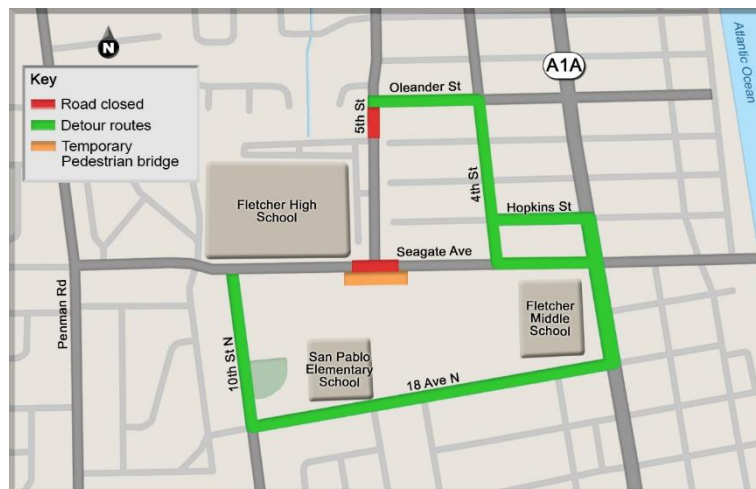 N
Key
Road closed
Detour routes
Temporary
Pedestrian bridge
A1A
Atlantic Ocean
Oleander St
5th St
4th St
Fletcher High
School
Hopkins St
Seagate Ave
Penman Rd
10th St N
San Pablo
Elementary
School
Fletcher
Middle
School
18 Ave N